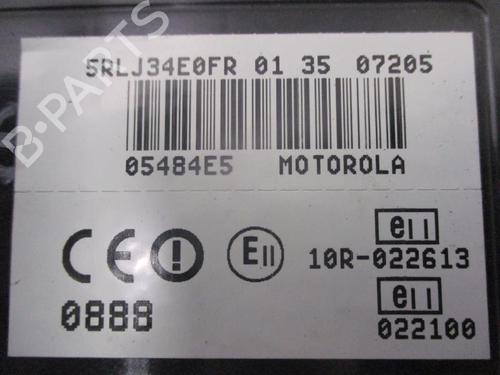 B-PARTS
5RLJ34E0FR 01 35 07205
05484E5 MOTOROLA
CE
E11
e11
10R-022613
0888
e11
022100